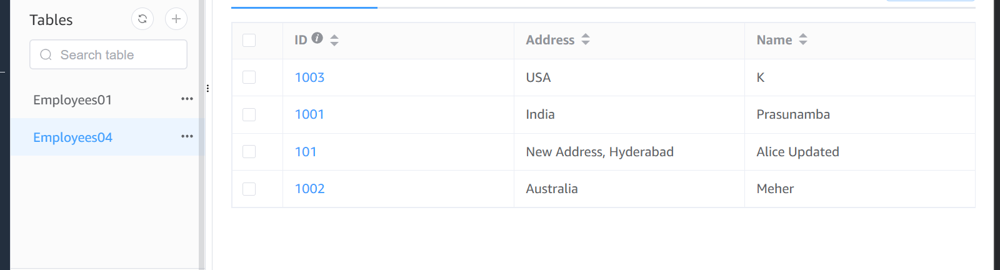 Tables
Search table
Employees01
Employees04
ID Address Name
1003 USA K
1001 India Prasunamba
101 New Address, Hyderabad Alice Updated
1002 Australia Meher